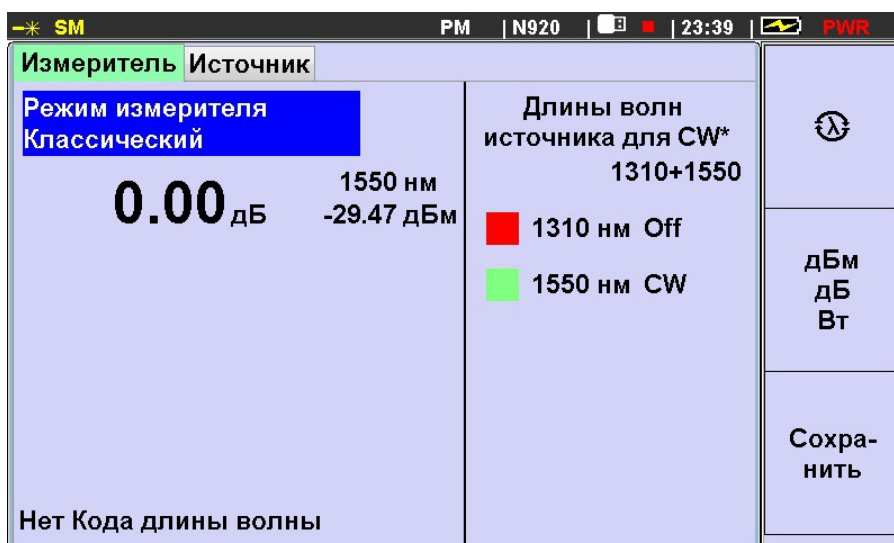 SM PM | N920 | | 23:39 | PWR
Измеритель Источник
Режим измерителя
Классический
0.00 дБ
1550 нм
-29.47 дБм
Нет Кода длины волны
Длины волн
источника для CW*
1310+1550
1310 нм Off
1550 нм CW
λ
дБм
дБ
Вт
Сохра-
нить